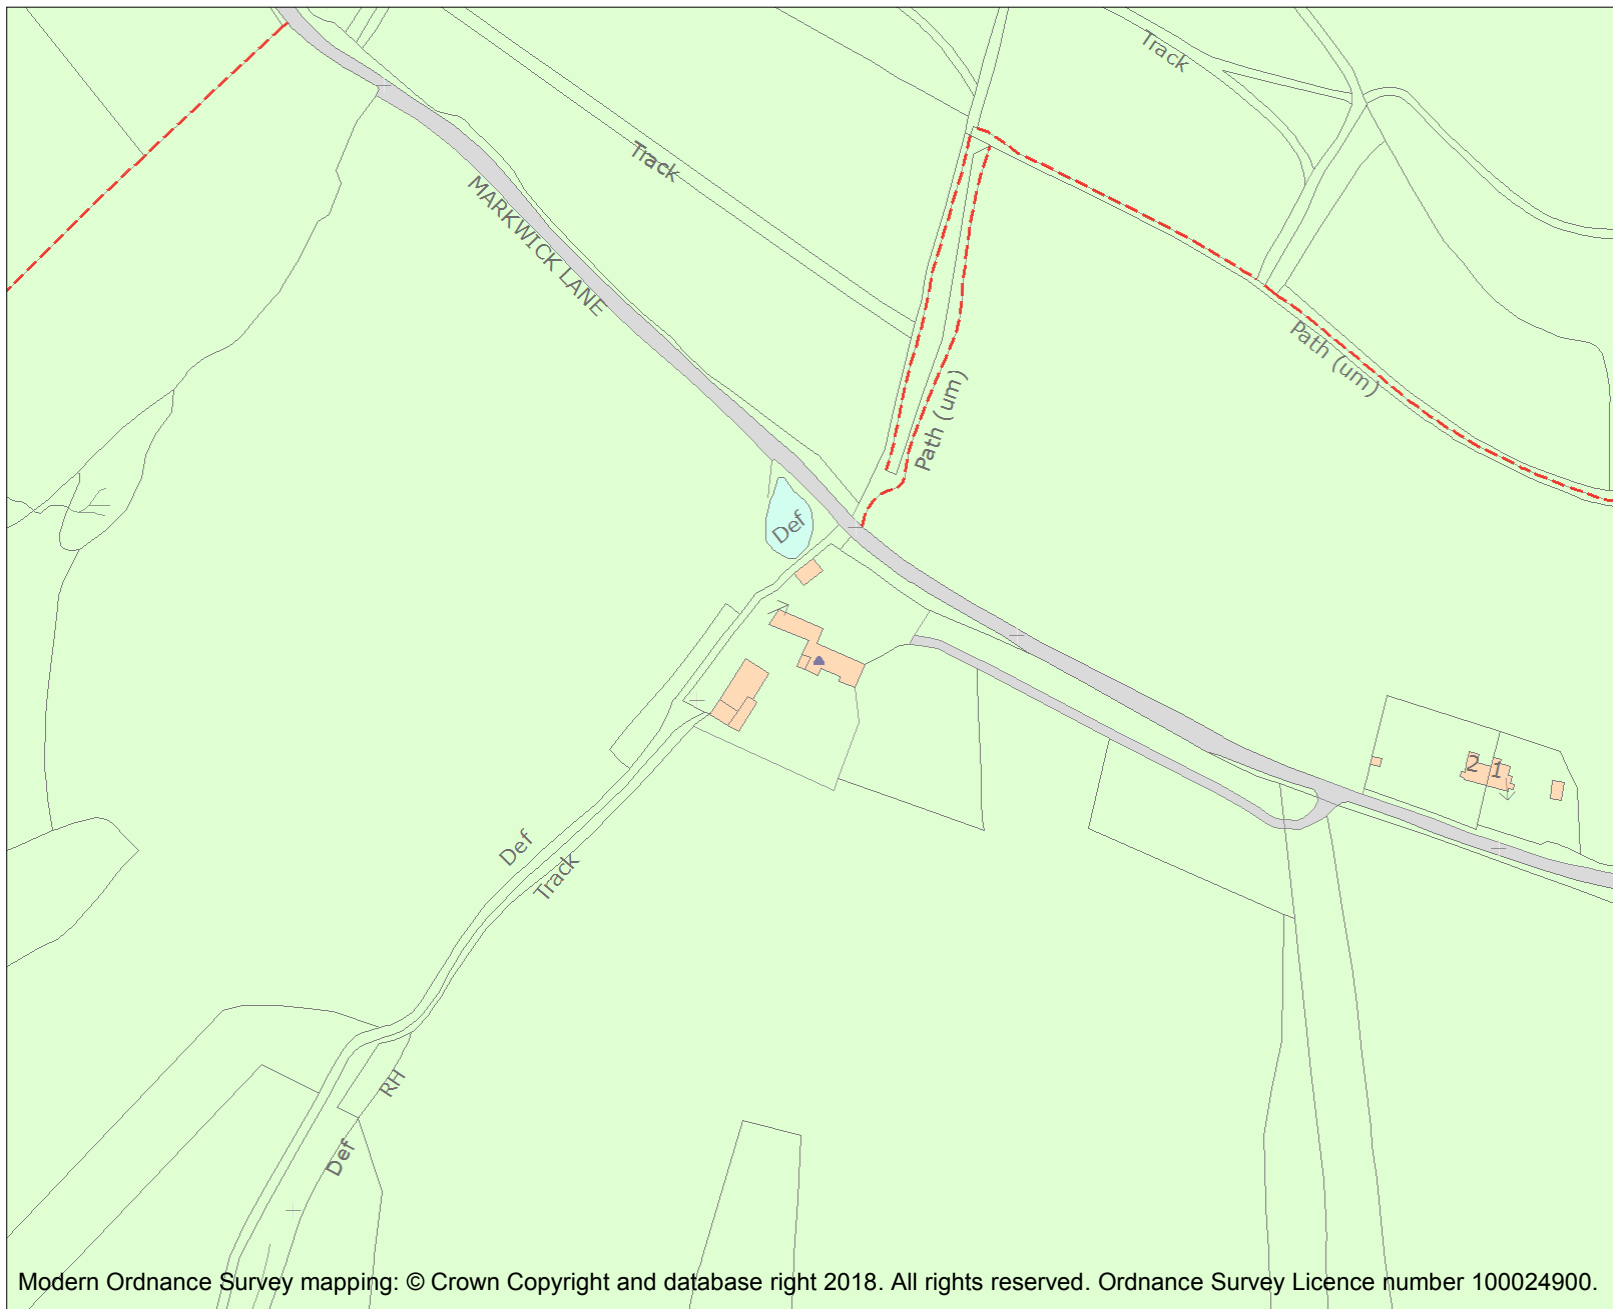 Track
Track
MARKWICK LANE
Path (um)
Path (um)
Def
2 1
Def
Track
RH
Def
Modern Ordnance Survey mapping: © Crown Copyright and database right 2018. All rights reserved. Ordnance Survey Licence number 100024900.